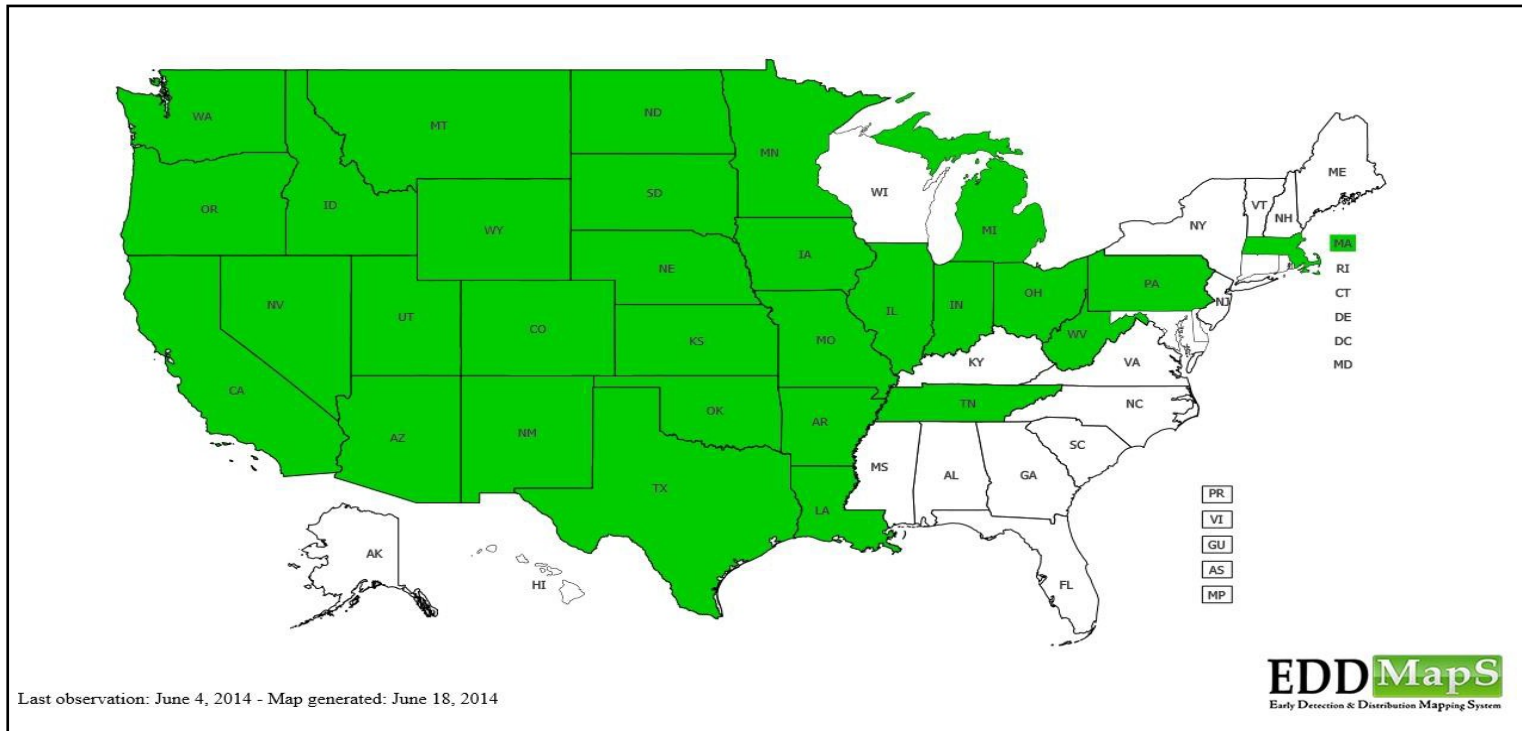 WA
MT
ND
MN
OR
ID
SD
WI
WY
MI
ME
VT
NH
NY
MA
RI
CT
DE
DC
MD
NV
UT
CO
NE
IA
IL
IN
OH
PA
NJ
KS
MO
WV
KY
VA
CA
AZ
NM
OK
AR
TN
NC
SC
MS
AL
GA
TX
LA
FL
AK
HI
PR
VI
GU
AS
MP
Last observation: June 4, 2014 - Map generated: June 18, 2014
EDDMapS
Early Detection & Distribution Mapping System